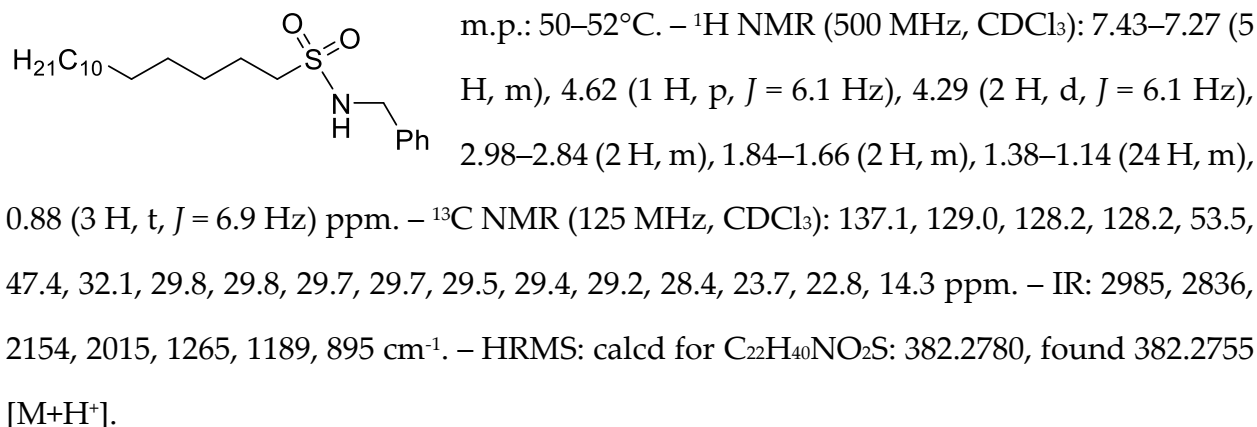 O O
H₂₁C₁₀ S
N
H Ph
m.p.: 50–52°C. – ¹H NMR (500 MHz, CDCl₃): 7.43–7.27 (5
H, m), 4.62 (1 H, p, J = 6.1 Hz), 4.29 (2 H, d, J = 6.1 Hz),
2.98–2.84 (2 H, m), 1.84–1.66 (2 H, m), 1.38–1.14 (24 H, m),
0.88 (3 H, t, J = 6.9 Hz) ppm. – ¹³C NMR (125 MHz, CDCl₃): 137.1, 129.0, 128.2, 128.2, 53.5,
47.4, 32.1, 29.8, 29.8, 29.7, 29.7, 29.5, 29.4, 29.2, 28.4, 23.7, 22.8, 14.3 ppm. – IR: 2985, 2836,
2154, 2015, 1265, 1189, 895 cm⁻¹. – HRMS: calcd for C₂₂H₄₀NO₂S: 382.2780, found 382.2755
[M+H⁺].